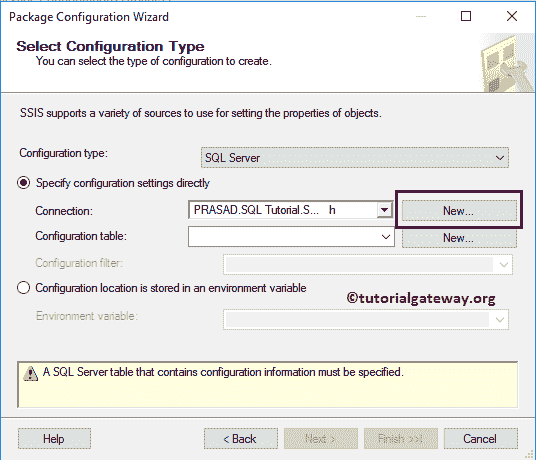 Package Configuration Wizard
Select Configuration Type
You can select the type of configuration to create.
SSIS supports a variety of sources to use for setting the properties of objects.
Configuration type: SQL Server
Specify configuration settings directly
Connection: PRASAD.SQL Tutorial.S... h New...
Configuration table: New...
Configuration filter:
Configuration location is stored in an environment variable
©tutorialgateway.org
Environment variable:
A SQL Server table that contains configuration information must be specified.
Help < Back Next > Finish >>| Cancel